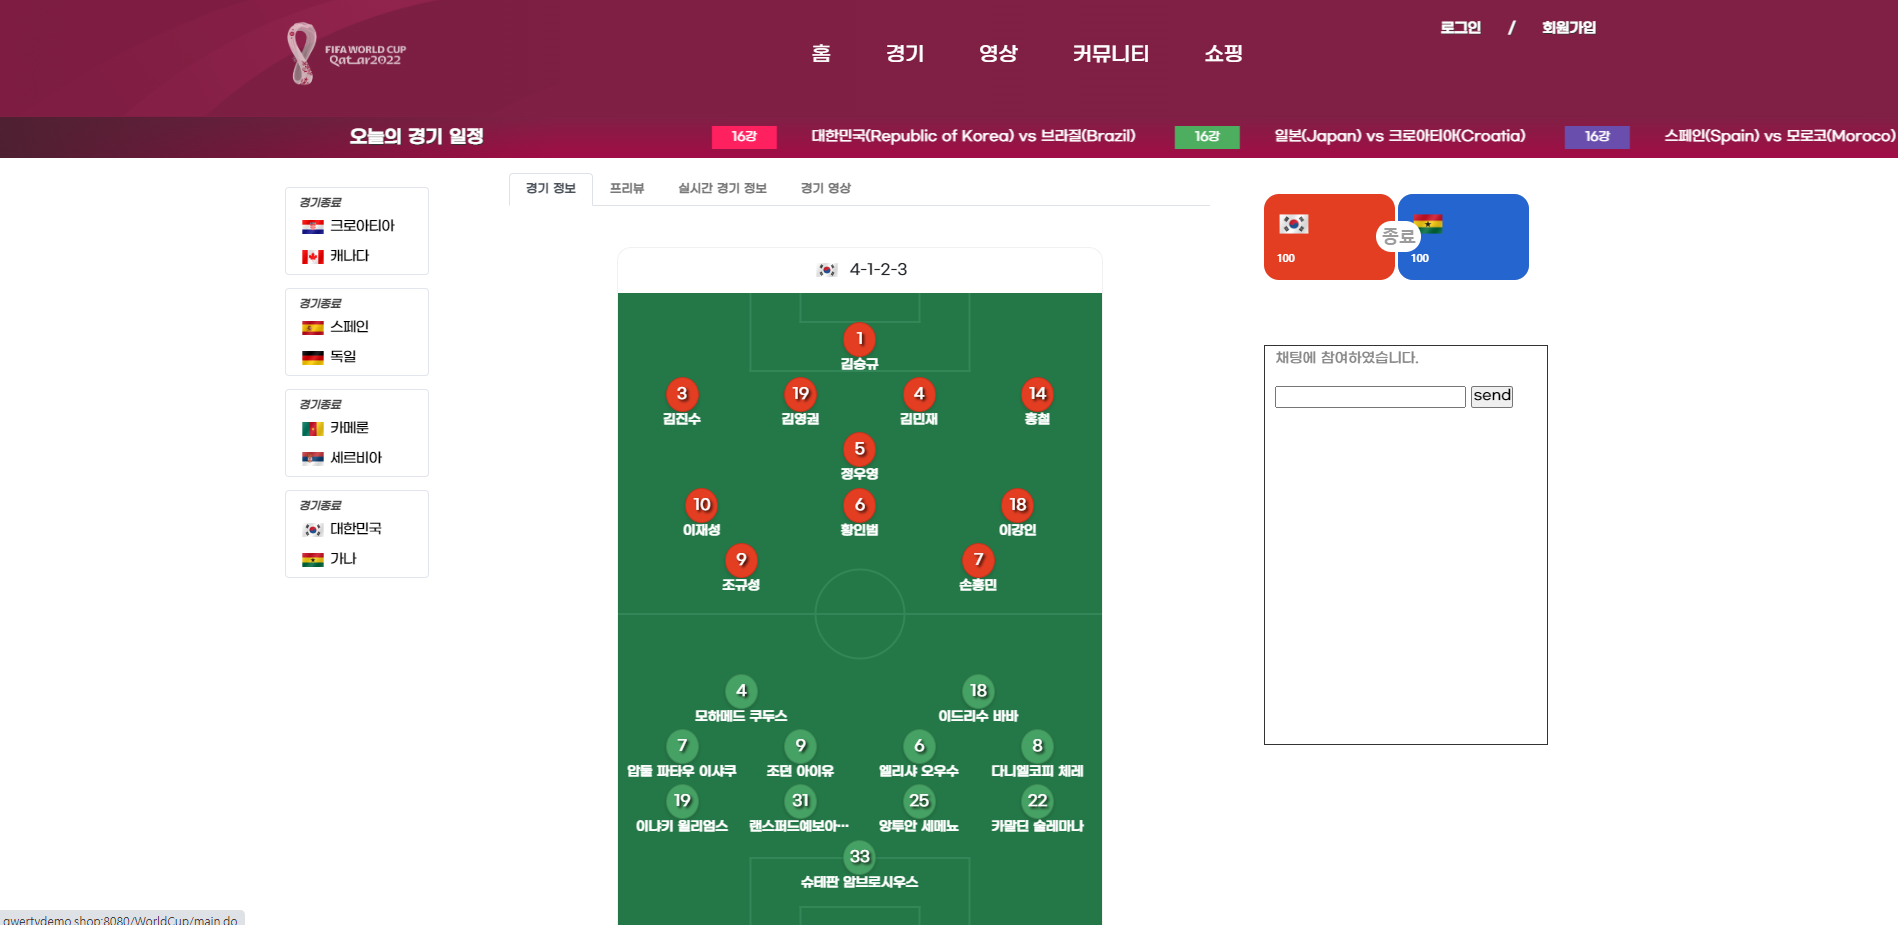 로그인 / 회원가입
FIFA WORLD CUP
Qatar2022
홈 경기 영상 커뮤니티 쇼핑
오늘의 경기 일정 16강 대한민국(Republic of Korea) vs 브라질(Brazil) 16강 일본(Japan) vs 크로아티아(Croatia) 16강 스페인(Spain) vs 모로코(Moroco)
경기종료
크로아티아
캐나다
경기종료
스페인
독일
경기종료
카메룬
세르비아
경기종료
대한민국
가나
경기 정보 프리뷰 실시간 경기 정보 경기 영상
4-1-2-3
1
김승규
3 19 4 14
김진수 김영권 김민재 홍철
5
정우영
10 6 18
이재성 황인범 이강인
9 7
조규성 손흥민
4 18
모하메드 쿠두스 이드리수 바바
7 9 6 8
압둘 파타우 이샤쿠 조던 아이유 엘리샤 오우수 다니엘코피 체레
19 31 25 22
이냐키 윌리엄스 랜스퍼드예보아… 앙투안 세메뇨 카말딘 술레마나
33
슈테판 암브로시우스
종료
100 100
채팅에 참여하였습니다.
send
qwertydemo.shop:8080/WorldCup/main.do